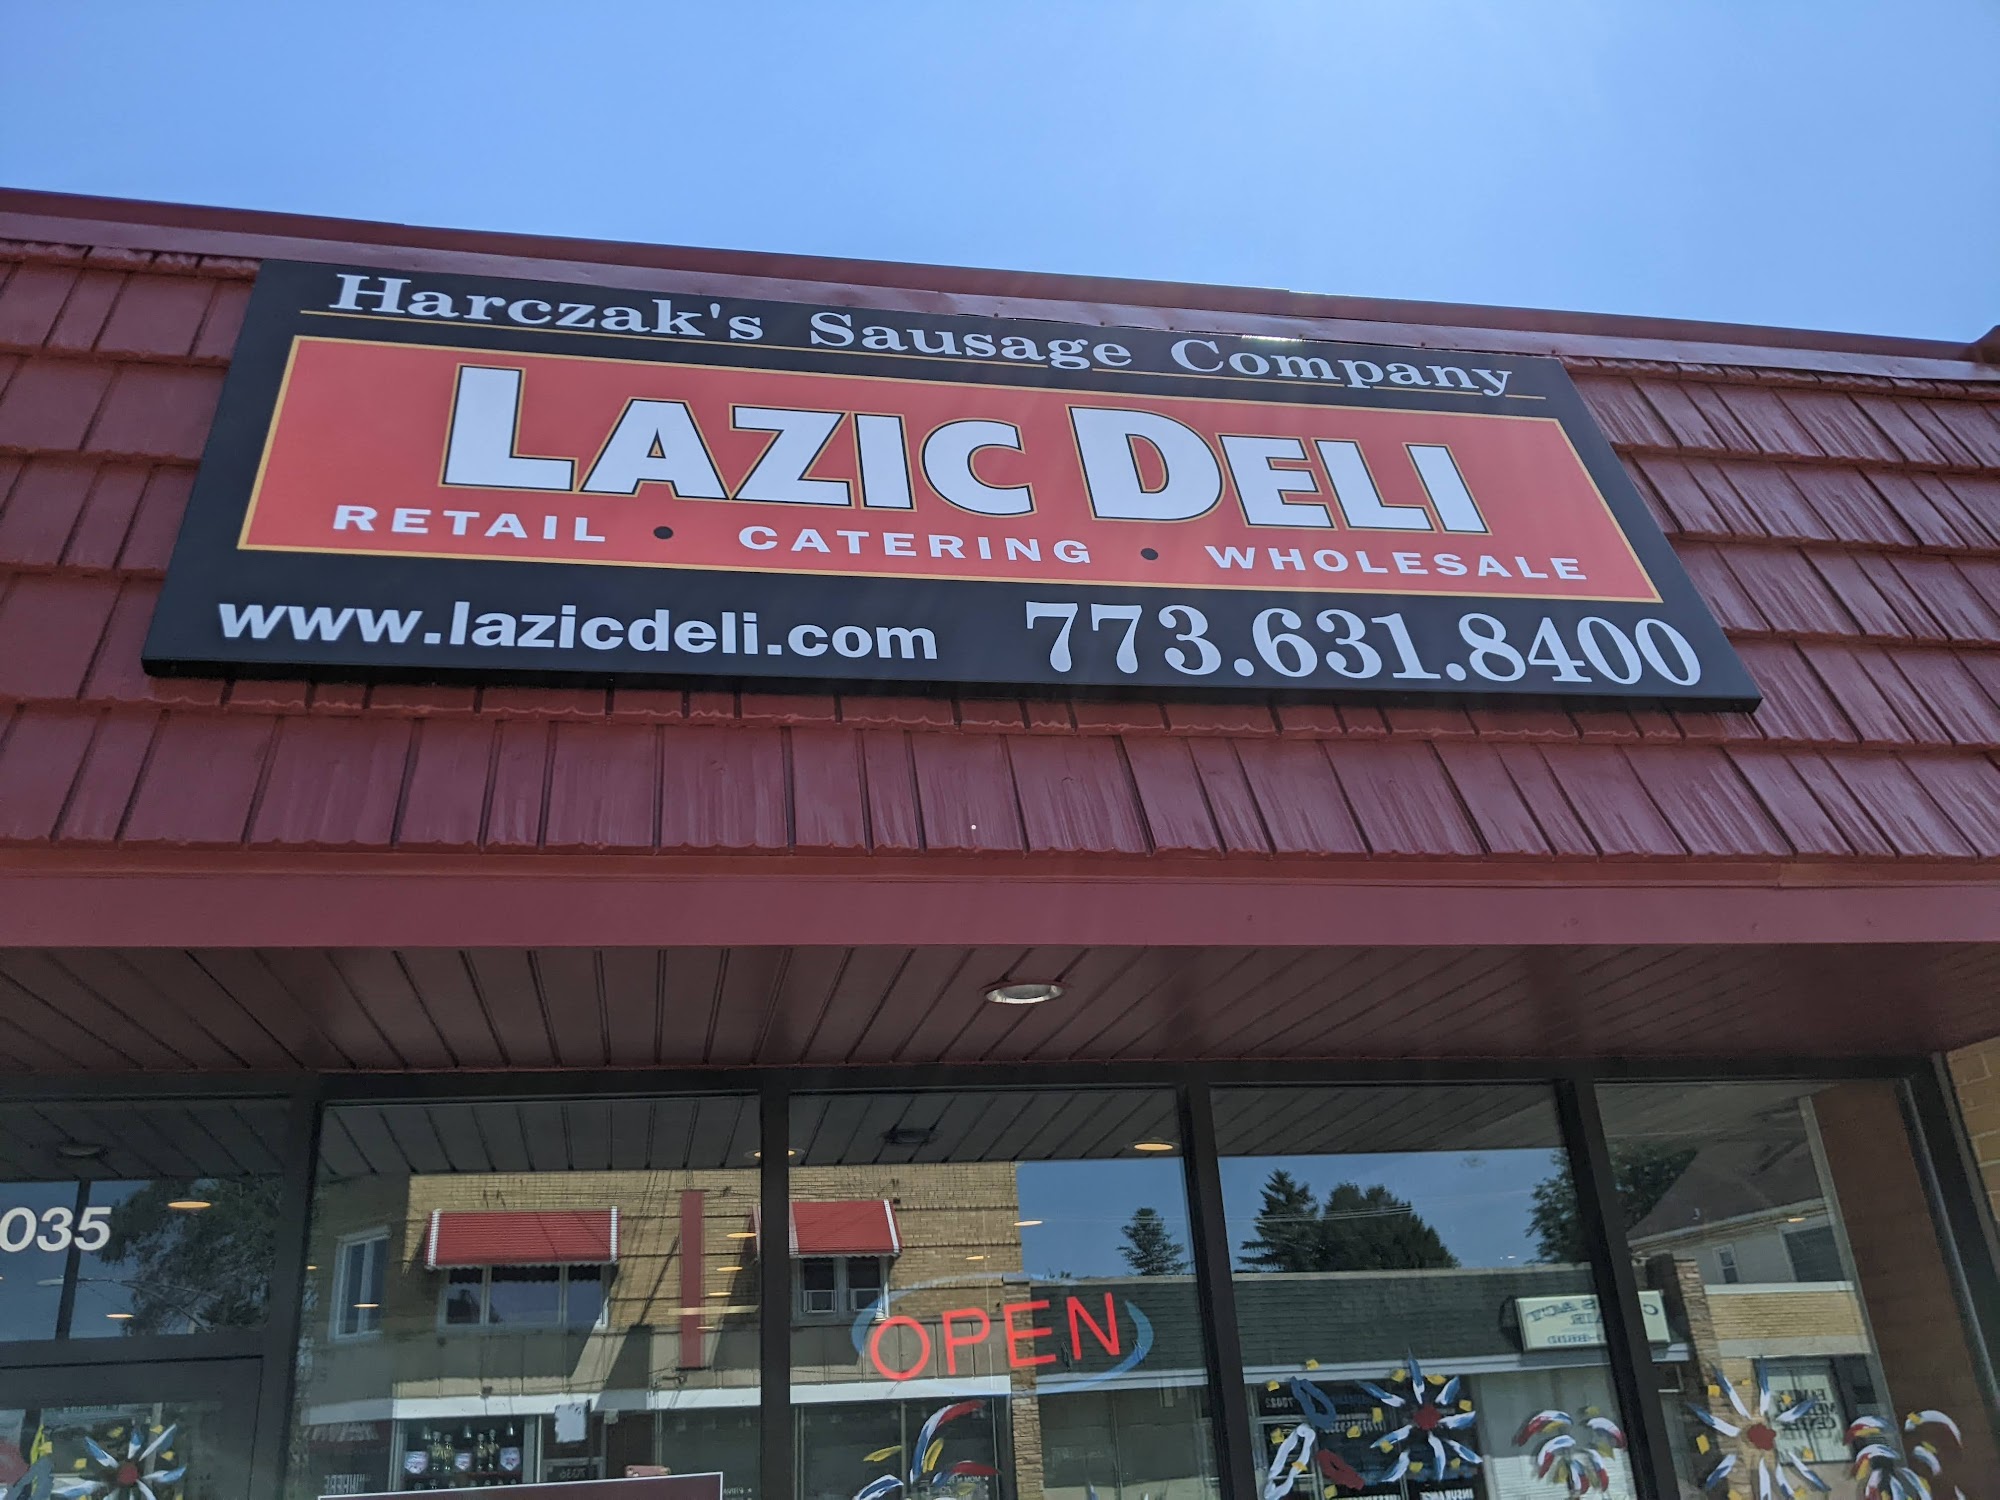 Harczak's Sausage Company
LAZIC DELI
RETAIL • CATERING • WHOLESALE
www.lazicdeli.com 773.631.8400
035
OPEN